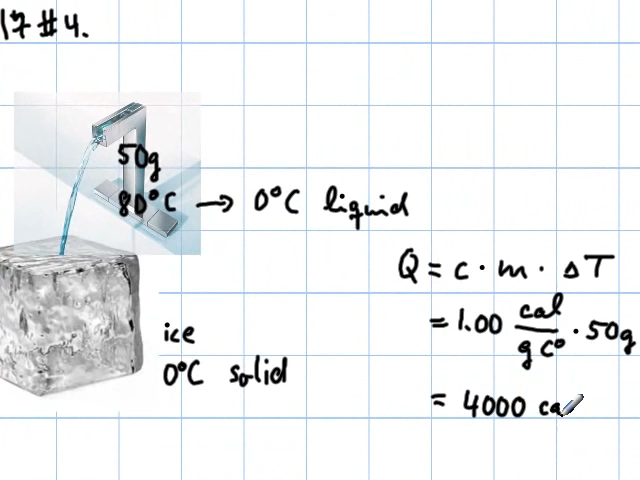 17 #4.
50g
80°C → 0°C liquid
Q = c · m · ΔT
= 1.00 cal/g C° · 50g
ice
0°C solid
= 4000 ca